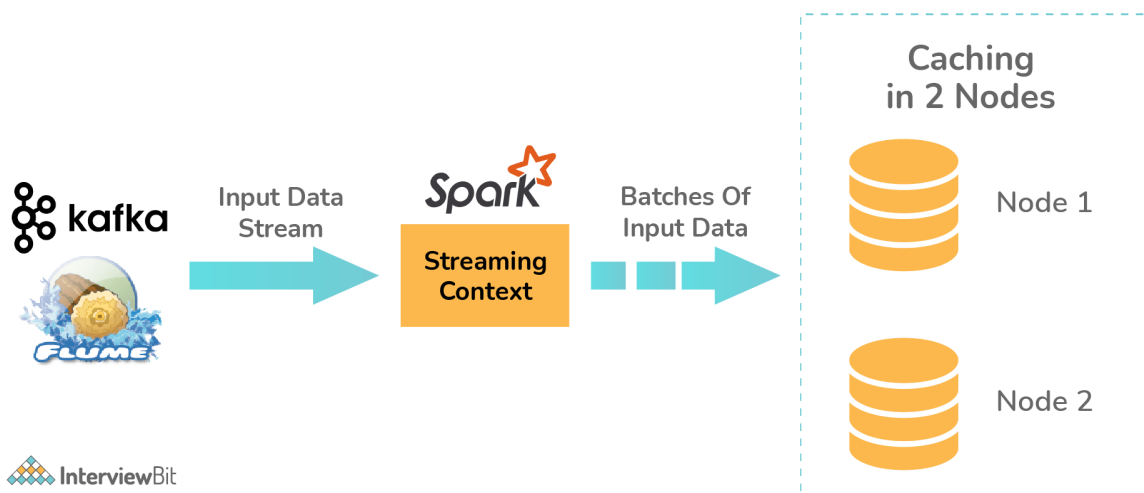 kafka
FLUME
Input Data
Stream
Spark
Streaming
Context
Batches Of
Input Data
Caching
in 2 Nodes
Node 1
Node 2
InterviewBit